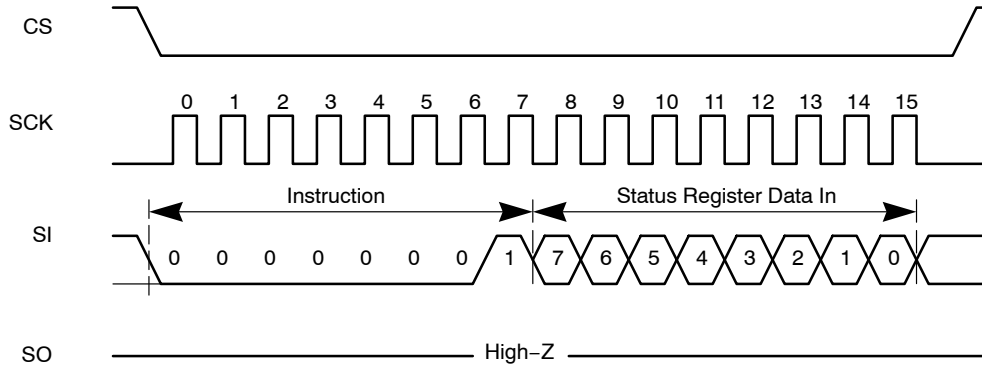 CS
0 1 2 3 4 5 6 7 8 9 10 11 12 13 14 15
SCK
Instruction Status Register Data In
SI
0 0 0 0 0 0 0 1 7 6 5 4 3 2 1 0
SO High−Z